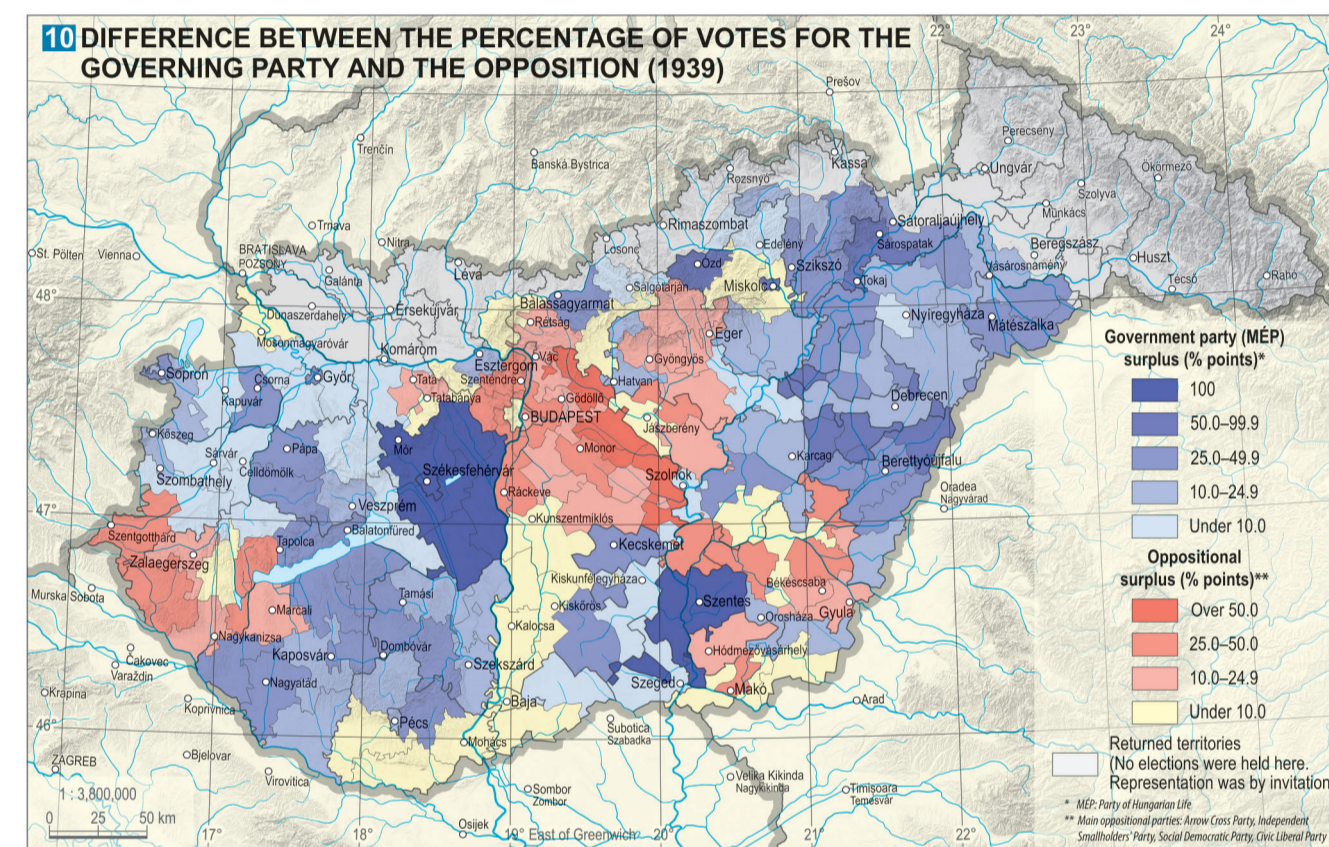 10 DIFFERENCE BETWEEN THE PERCENTAGE OF VOTES FOR THE
GOVERNING PARTY AND THE OPPOSITION (1939)
22° 23° 24°
Prešov
Perecseny
Trenčín
Banská Bystrica
Kassa
Ungvár
Ökörmező
Rozsnyó
Szolyva
Munkács
Trnava
Rimaszombat
Sátoraljaújhely
Nitra
Losonc
Edelény
Sárospatak
Beregszász
St. Pölten
Vienna
BRATISLAVA
POZSONY
Léva
Ózd
Szikszó
Vásárosnamény
Huszt
Técső
Raho
Galánta
Salgótarján
Miskolc
Tokaj
48°
Dunaszerdahely
Érsekújvár
Balassagyarmat
Rétság
Nyíregyháza
Mátészalka
Mosonmagyaróvár
Komárom
Eger
Esztergom
Vác
Gyöngyös
Sopron
Csorna
Győr
Tata
Szentendre
Hatvan
Kapuvár
Tatabánya
Gödöllő
Debrecen
BUDAPEST
Jászberény
Kőszeg
Mór
Monor
Sárvár
Pápa
Karcag
Celldömölk
Székesfehérvár
Berettyóújfalu
Szombathely
Szolnok
Ráckeve
Oradea
Nagyvárad
Veszprém
47°
Kunszentmiklós
Szentgotthárd
Balatonfüred
Tapolca
Kecskemét
Zalaegerszeg
Kiskunfélegyháza
Békéscsaba
Murska Sobota
Tamási
Szentes
Marcali
Kiskőrös
Gyula
Kalocsa
Orosháza
Nagykanizsa
Dombóvár
Hódmezővásárhely
Kaposvár
Čakovec
Szekszárd
Varaždin
Nagyatád
Szeged
Makó
Krapina
Baja
Arad
Koprivnica
Pécs
46°
Subotica
Szabadka
Mohács
Bjelovar
ZAGREB
Virovitica
Velika Kikinda
Nagykikinda
Sombor
Zombor
Timișoara
Temesvár
1 : 3,800,000
0 25 50 km
Osijek
17° 18° 19° East of Greenwich 20° 21° 22°
Government party (MÉP)
surplus (% points)*
100
50.0–99.9
25.0–49.9
10.0–24.9
Under 10.0
Oppositional
surplus (% points)**
Over 50.0
25.0–50.0
10.0–24.9
Under 10.0
Returned territories
(No elections were held here.
Representation was by invitation
* MÉP: Party of Hungarian Life
** Main oppositional parties: Arrow Cross Party, Independent
Smallholders' Party, Social Democratic Party, Civic Liberal Party